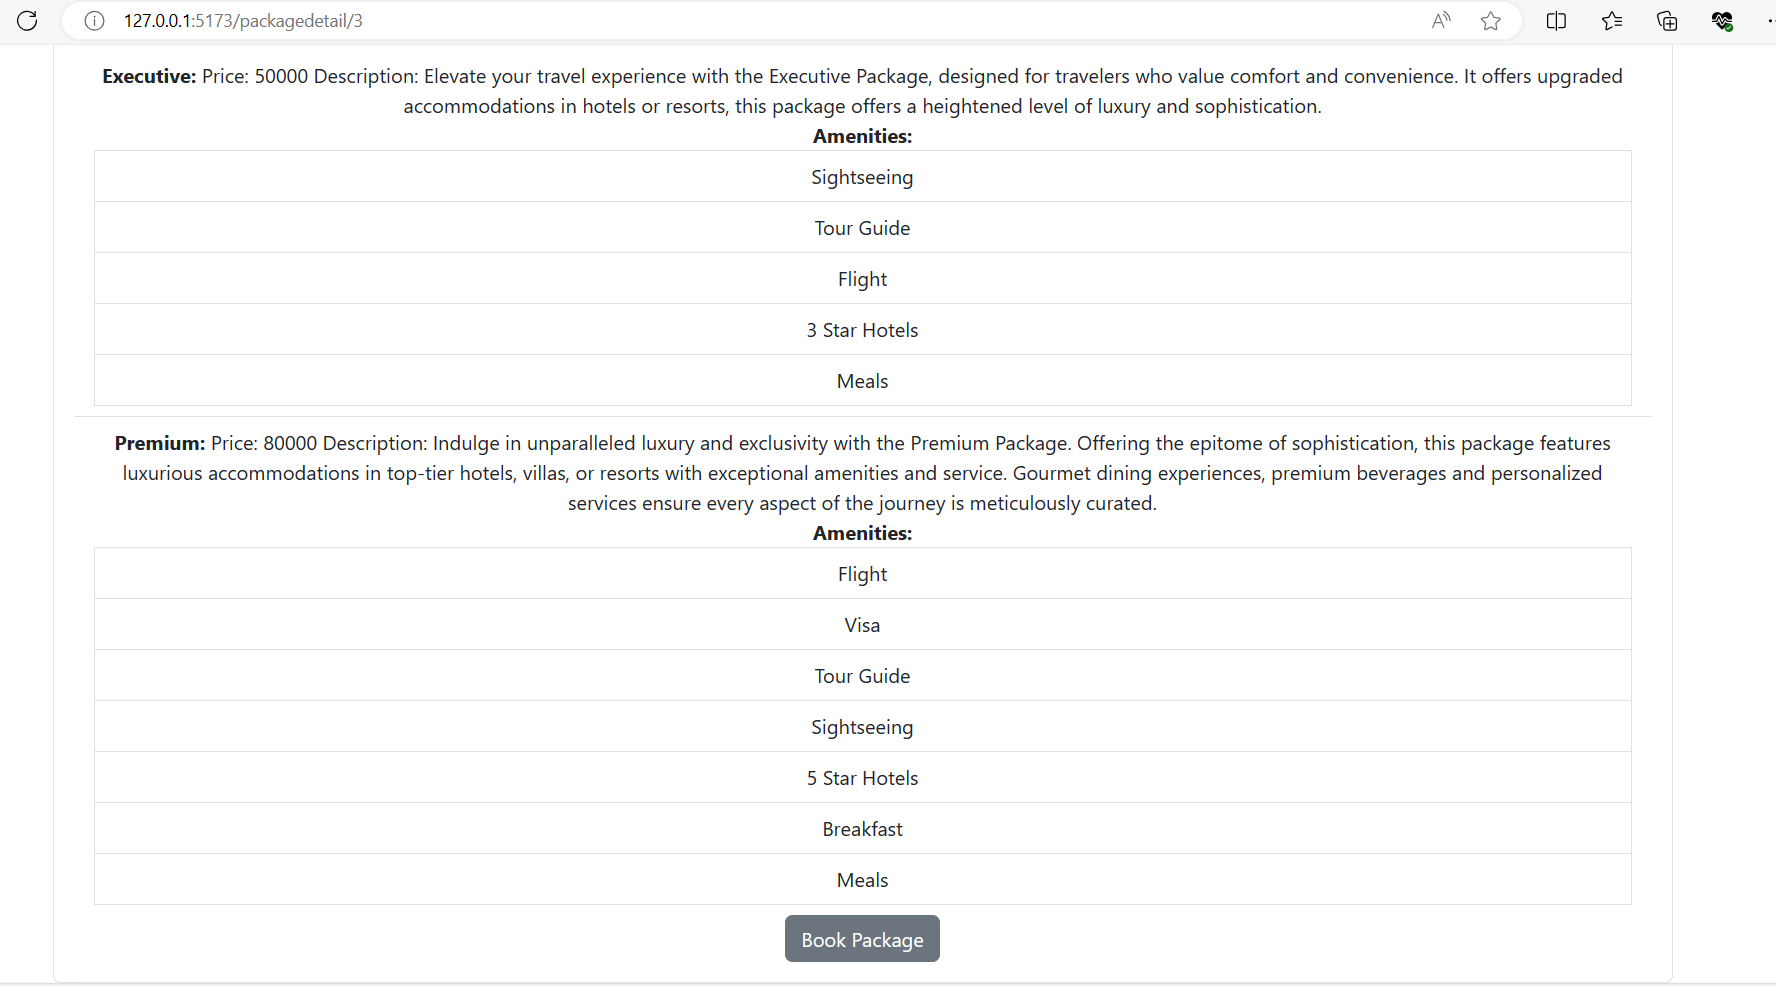 127.0.0.1:5173/packagedetail/3
Executive: Price: 50000 Description: Elevate your travel experience with the Executive Package, designed for travelers who value comfort and convenience. It offers upgraded
accommodations in hotels or resorts, this package offers a heightened level of luxury and sophistication.
Amenities:
Sightseeing
Tour Guide
Flight
3 Star Hotels
Meals
Premium: Price: 80000 Description: Indulge in unparalleled luxury and exclusivity with the Premium Package. Offering the epitome of sophistication, this package features
luxurious accommodations in top-tier hotels, villas, or resorts with exceptional amenities and service. Gourmet dining experiences, premium beverages and personalized
services ensure every aspect of the journey is meticulously curated.
Amenities:
Flight
Visa
Tour Guide
Sightseeing
5 Star Hotels
Breakfast
Meals
Book Package